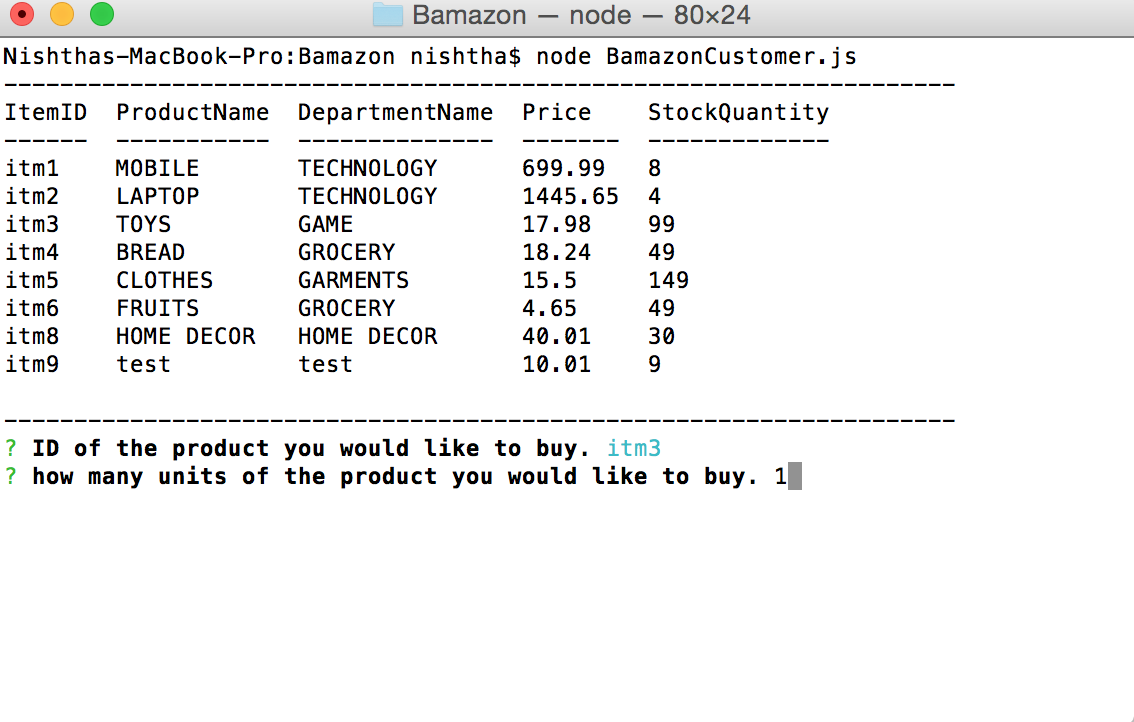 Bamazon — node — 80×24
Nishthas-MacBook-Pro:Bamazon nishtha$ node BamazonCustomer.js
--------------------------------------------------------------------
ItemID  ProductName  DepartmentName  Price    StockQuantity
------  -----------  --------------  -------  -------------
itm1    MOBILE       TECHNOLOGY      699.99   8
itm2    LAPTOP       TECHNOLOGY      1445.65  4
itm3    TOYS         GAME            17.98    99
itm4    BREAD        GROCERY         18.24    49
itm5    CLOTHES      GARMENTS        15.5     149
itm6    FRUITS       GROCERY         4.65     49
itm8    HOME DECOR   HOME DECOR      40.01    30
itm9    test         test            10.01    9
--------------------------------------------------------------------
? ID of the product you would like to buy. itm3
? how many units of the product you would like to buy. 1